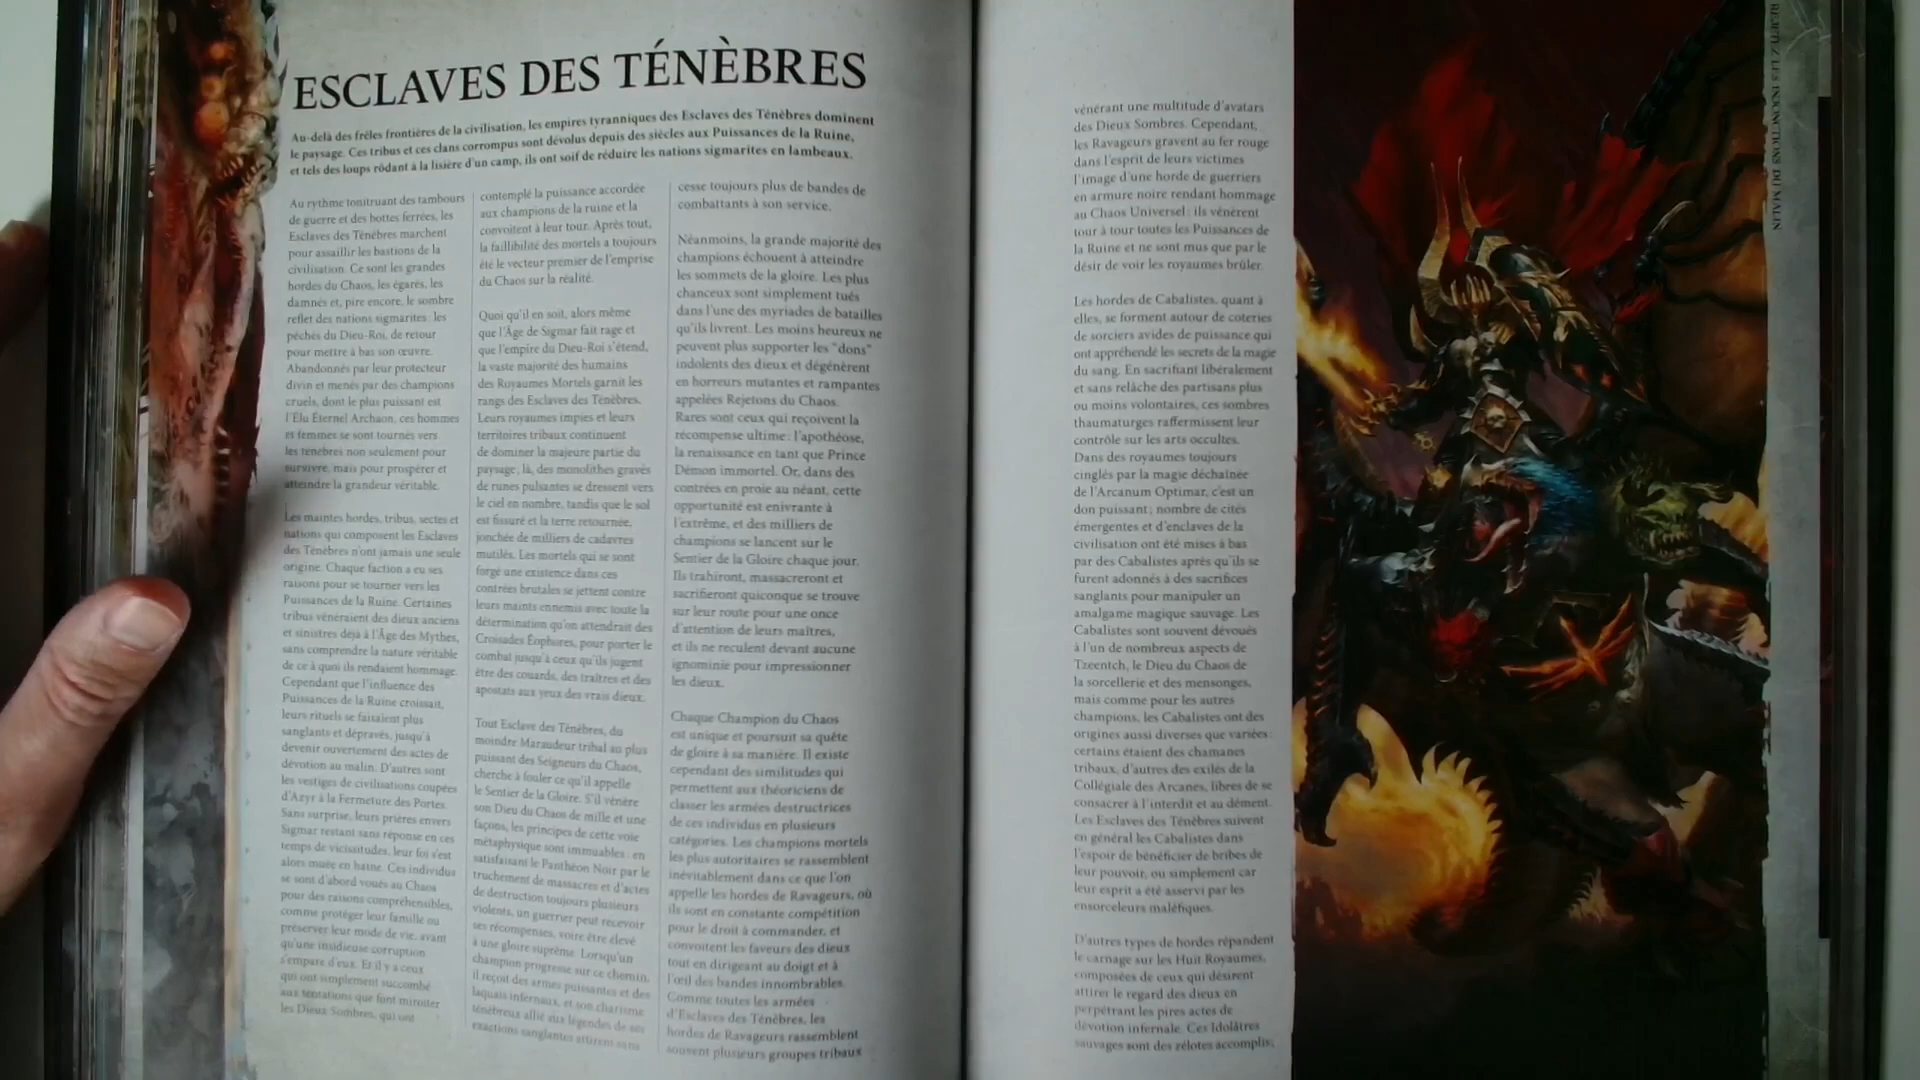 ESCLAVES DES TÉNÈBRES
Au-delà des frêles frontières de la civilisation, les empires tyranniques des Esclaves des Ténèbres dominent
le paysage. Ces tribus et ces clans corrompus sont dévolus depuis des siècles aux Puissances de la Ruine,
et tels des loups rôdant à la lisière d'un camp, ils ont soif de réduire les nations sigmarites en lambeaux.
Au rythme tonitruant des tambours
de guerre et des bottes ferrées, les
Esclaves des Ténèbres marchent
pour assaillir les bastions de la
civilisation. Ce sont les grandes
hordes du Chaos, les égarés, les
damnés et, pire encore, le sombre
reflet des nations sigmarites : les
péchés du Dieu-Roi, de retour
pour mettre à bas son œuvre.
Abandonnés par leur protecteur
divin et menés par des champions
cruels, dont le plus puissant est
l'Élu Éternel Archaon, ces hommes
et femmes se sont tournés vers
les ténèbres non seulement pour
survivre, mais pour prospérer et
atteindre la grandeur véritable.
Les maintes hordes, tribus, sectes et
nations qui composent les Esclaves
des Ténèbres n'ont jamais une seule
origine. Chaque faction a eu ses
raisons pour se tourner vers les
Puissances de la Ruine. Certaines
tribus vénéraient des dieux anciens
et sinistres déjà à l'Âge des Mythes,
sans comprendre la nature véritable
de ce à quoi ils rendaient hommage.
Cependant que l'influence des
Puissances de la Ruine croissait,
leurs rituels se faisaient plus
sanglants et dépravés, jusqu'à
devenir ouvertement des actes de
dévotion au malin. D'autres sont
les vestiges de civilisations coupées
d'Azyr à la Fermeture des Portes.
Sans surprise, leurs prières envers
Sigmar restant sans réponse en ces
temps de vicissitudes, leur foi s'est
alors muée en haine. Ces individus
se sont d'abord voués au Chaos
pour des raisons compréhensibles,
comme protéger leur famille ou
préserver leur mode de vie, avant
qu'une insidieuse corruption
s'empare d'eux. Et il y a ceux
qui ont simplement succombé
aux tentations que font miroiter
les Dieux Sombres, qui ont
contemplé la puissance accordée
aux champions de la ruine et la
convoitent à leur tour. Après tout,
la faillibilité des mortels a toujours
été le vecteur premier de l'emprise
du Chaos sur la réalité.
Quoi qu'il en soit, alors même
que l'Âge de Sigmar fait rage et
que l'empire du Dieu-Roi s'étend,
la vaste majorité des humains
des Royaumes Mortels garnit les
rangs des Esclaves des Ténèbres.
Leurs royaumes impies et leurs
territoires tribaux continuent
de dominer la majeure partie du
paysage; là, des monolithes gravés
de runes pulsantes se dressent vers
le ciel en nombre, tandis que le sol
est fissuré et la terre retournée,
jonchée de milliers de cadavres
mutilés. Les mortels qui se sont
forgé une existence dans ces
contrées brutales se jettent contre
leurs maints ennemis avec toute la
détermination qu'on attendrait des
Croisades Éophores, pour porter le
combat jusqu'à ceux qu'ils jugent
être des couards, des traîtres et des
apostats aux yeux des vrais dieux.
Tout Esclave des Ténèbres, du
moindre Maraudeur tribal au plus
puissant des Seigneurs du Chaos,
cherche à fouler ce qu'il appelle
le Sentier de la Gloire. S'il vénère
son Dieu du Chaos de mille et une
façons, les principes de cette voie
métaphysique sont immuables : en
satisfaisant le Panthéon Noir par le
truchement de massacres et d'actes
de destruction toujours plusieurs
violents, un guerrier peut recevoir
ses récompenses, voire être élevé
à une gloire suprême. Lorsqu'un
champion progresse sur ce chemin,
il reçoit des armes puissantes et des
laquais infernaux, et son charisme
ténébreux allié aux légendes de ses
exactions sanglantes attirent sans
cesse toujours plus de bandes de
combattants à son service.
Néanmoins, la grande majorité des
champions échouent à atteindre
les sommets de la gloire. Les plus
chanceux sont simplement tués
dans l'une des myriades de batailles
qu'ils livrent. Les moins heureux ne
peuvent plus supporter les "dons"
indolents des dieux et dégénèrent
en horreurs mutantes et rampantes
appelées Rejetons du Chaos.
Rares sont ceux qui reçoivent la
récompense ultime : l'apothéose,
la renaissance en tant que Prince
Démon immortel. Or, dans des
contrées en proie au néant, cette
opportunité est enivrante à
l'extrême, et des milliers de
champions se lancent sur le
Sentier de la Gloire chaque jour.
Ils trahiront, massacreront et
sacrifieront quiconque se trouve
sur leur route pour une once
d'attention de leurs maîtres,
et ils ne reculent devant aucune
ignominie pour impressionner
les dieux.
Chaque Champion du Chaos
est unique et poursuit sa quête
de gloire à sa manière. Il existe
cependant des similitudes qui
permettent aux théoriciens de
classer les armées destructrices
de ces individus en plusieurs
catégories. Les champions mortels
les plus autoritaires se rassemblent
inévitablement dans ce que l'on
appelle les hordes de Ravageurs, où
ils sont en constante compétition
pour le droit à commander, et
convoitent les faveurs des dieux
tout en dirigeant au doigt et à
l'œil des bandes innombrables.
Comme toutes les armées
d'Esclaves des Ténèbres, les
hordes de Ravageurs rassemblent
souvent plusieurs groupes tribaux
vénérant une multitude d'avatars
des Dieux Sombres. Cependant,
les Ravageurs gravent au fer rouge
dans l'esprit de leurs victimes
l'image d'une horde de guerriers
en armure noire rendant hommage
au Chaos Universel : ils vénèrent
tour à tour toutes les Puissances de
la Ruine et ne sont mus que par le
désir de voir les royaumes brûler.
Les hordes de Cabalistes, quant à
elles, se forment autour de coteries
de sorciers avides de puissance qui
ont appréhendé les secrets de la magie
du sang. En sacrifiant libéralement
et sans relâche des partisans plus
ou moins volontaires, ces sombres
thaumaturges raffermissent leur
contrôle sur les arts occultes.
Dans des royaumes toujours
cinglés par la magie déchaînée
de l'Arcanum Optimar, c'est un
don puissant; nombre de cités
émergentes et d'enclaves de la
civilisation ont été mises à bas
par des Cabalistes après qu'ils se
furent adonnés à des sacrifices
sanglants pour manipuler un
amalgame magique sauvage. Les
Cabalistes sont souvent dévoués
à l'un de nombreux aspects de
Tzeentch, le Dieu du Chaos de
la sorcellerie et des mensonges,
mais comme pour les autres
champions, les Cabalistes ont des
origines aussi diverses que variées :
certains étaient des chamanes
tribaux, d'autres des exilés de la
Collégiale des Arcanes, libres de se
consacrer à l'interdit et au dément.
Les Esclaves des Ténèbres suivent
en général les Cabalistes dans
l'espoir de bénéficier de bribes de
leur pouvoir, ou simplement car
leur esprit a été asservi par les
ensorceleurs maléfiques.
D'autres types de hordes répandent
le carnage sur les Huit Royaumes,
composées de ceux qui désirent
attirer le regard des dieux en
perpétrant les pires actes de
dévotion infernale. Ces Idolâtres
sauvages sont des zélotes accomplis,
LES INJONCTIONS DU MALIN